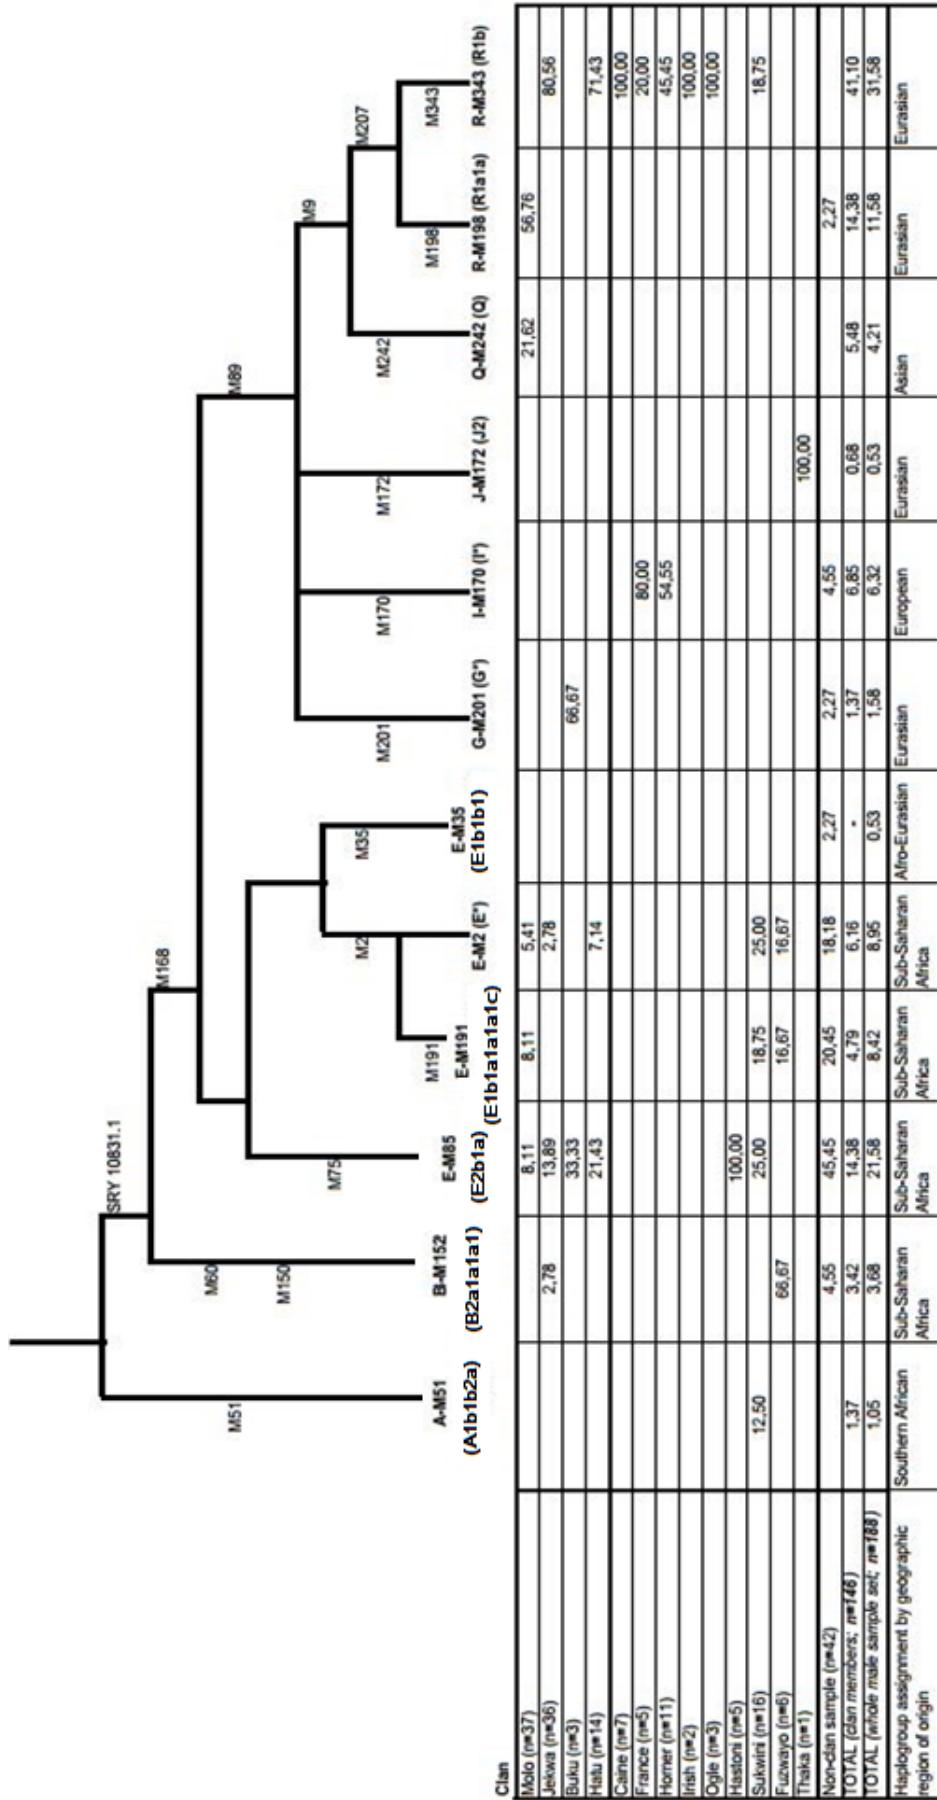 SRY 10831.1
M168
M89
M9
M207
M51
M60
M150
M75
M191
M2
M35
M201
M170
M172
M242
M198
M343
A-M51
(A1b1b2a)
B-M152
(B2a1a1a1)
E-M85
(E2b1a)
E-M191
(E1b1a1a1a1c)
E-M2 (E*)
E-M35
(E1b1b1)
G-M201 (G*)
I-M170 (I*)
J-M172 (J2)
Q-M242 (Q)
R-M198 (R1a1a)
R-M343 (R1b)
Clan
Molo (n=37) 8,11 8,11 5,41 21,62 56,76
Jekwa (n=36) 2,78 13,89 2,78 80,56
Buku (n=3) 33,33 66,67
Hatu (n=14) 21,43 7,14 71,43
Caine (n=7) 100,00
France (n=5) 80,00 20,00
Horner (n=11) 54,55 45,45
Irish (n=2) 100,00
Ogle (n=3) 100,00
Hastoni (n=5) 100,00
Sukwini (n=16) 12,50 25,00 18,75 25,00 18,75
Fuzwayo (n=6) 66,67 16,67 16,67
Thaka (n=1) 100,00
Non-clan sample (n=42) 4,55 45,45 20,45 18,18 2,27 2,27 4,55 2,27
TOTAL (clan members; n=146) 1,37 3,42 14,38 4,79 6,16 * 1,37 6,85 0,68 5,48 14,38 41,10
TOTAL (whole male sample set; n=188) 1,05 3,68 21,58 8,42 8,95 0,53 1,58 6,32 0,53 4,21 11,58 31,58
Haplogroup assignment by geographic Southern African Sub-Saharan Sub-Saharan Sub-Saharan Sub-Saharan Afro-Eurasian Eurasian European Eurasian Asian Eurasian Eurasian
region of origin Africa Africa Africa Africa